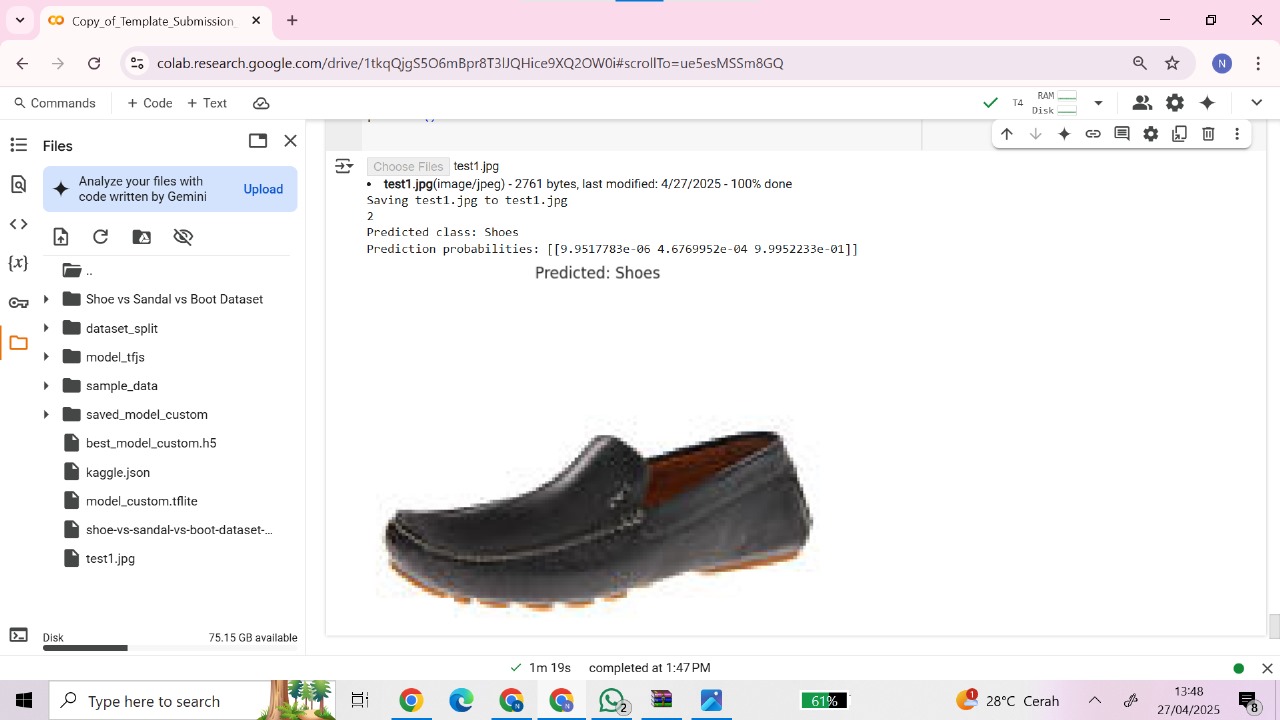 Copy_of_Template_Submission_
colab.research.google.com/drive/1tkqQjgS5O6mBpr8T3lJQHice9XQ2OW0i#scrollTo=ue5esMSSm8GQ
N
Commands
+ Code
+ Text
T4
RAM
Disk
Files
Analyze your files with
code written by Gemini
Upload
..
Shoe vs Sandal vs Boot Dataset
dataset_split
model_tfjs
sample_data
saved_model_custom
best_model_custom.h5
kaggle.json
model_custom.tflite
shoe-vs-sandal-vs-boot-dataset-...
test1.jpg
Disk
75.15 GB available
Choose Files test1.jpg
• test1.jpg(image/jpeg) - 2761 bytes, last modified: 4/27/2025 - 100% done
Saving test1.jpg to test1.jpg
2
Predicted class: Shoes
Prediction probabilities: [[9.9517783e-06 4.6769952e-04 9.9952233e-01]]
Predicted: Shoes
1m 19s completed at 1:47 PM
Type here to search
2
61%
1
28°C Cerah
13:48
27/04/2025
8